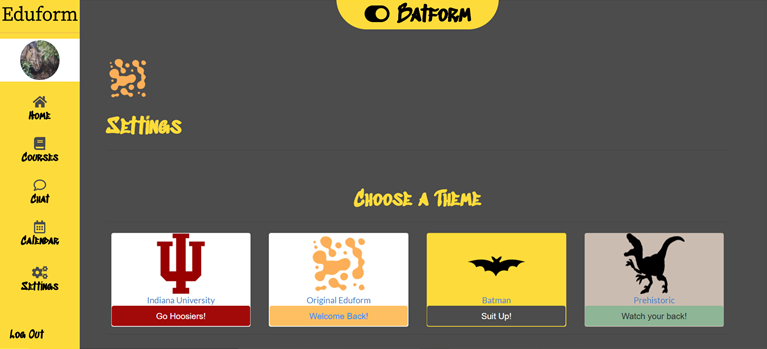 Eduform
Batform
Home
Courses
Chat
Calendar
Settings
Log Out
Settings
Choose a Theme
Indiana University
Go Hoosiers!
Original Eduform
Welcome Back!
Batman
Suit Up!
Prehistoric
Watch your back!